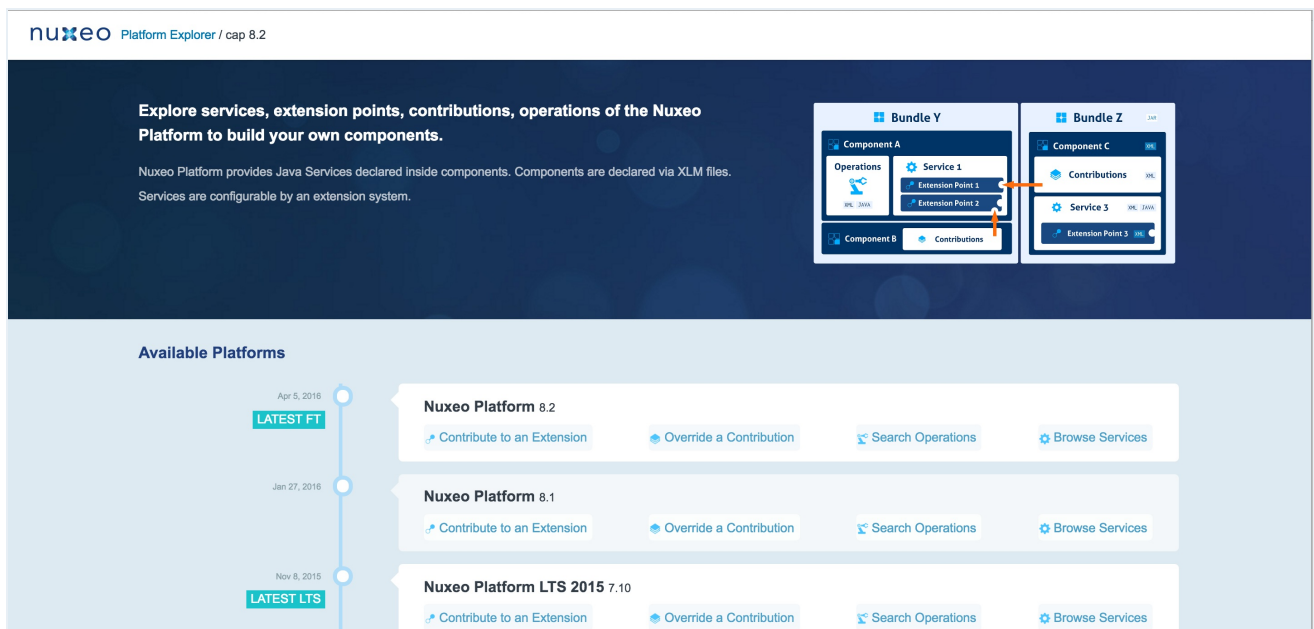 nuxeo Platform Explorer / cap 8.2
Explore services, extension points, contributions, operations of the Nuxeo
Platform to build your own components.
Nuxeo Platform provides Java Services declared inside components. Components are declared via XLM files.
Services are configurable by an extension system.
Bundle Y
Component A
Operations
XML JAVA
Service 1
Extension Point 1
Extension Point 2
Component B
Contributions
Bundle Z JAR
Component C XML
Contributions XML
Service 3 XML JAVA
Extension Point 3 XML
Available Platforms
Apr 5, 2016
LATEST FT
Nuxeo Platform 8.2
Contribute to an Extension Override a Contribution Search Operations Browse Services
Jan 27, 2016
Nuxeo Platform 8.1
Contribute to an Extension Override a Contribution Search Operations Browse Services
Nov 8, 2015
LATEST LTS
Nuxeo Platform LTS 2015 7.10
Contribute to an Extension Override a Contribution Search Operations Browse Services